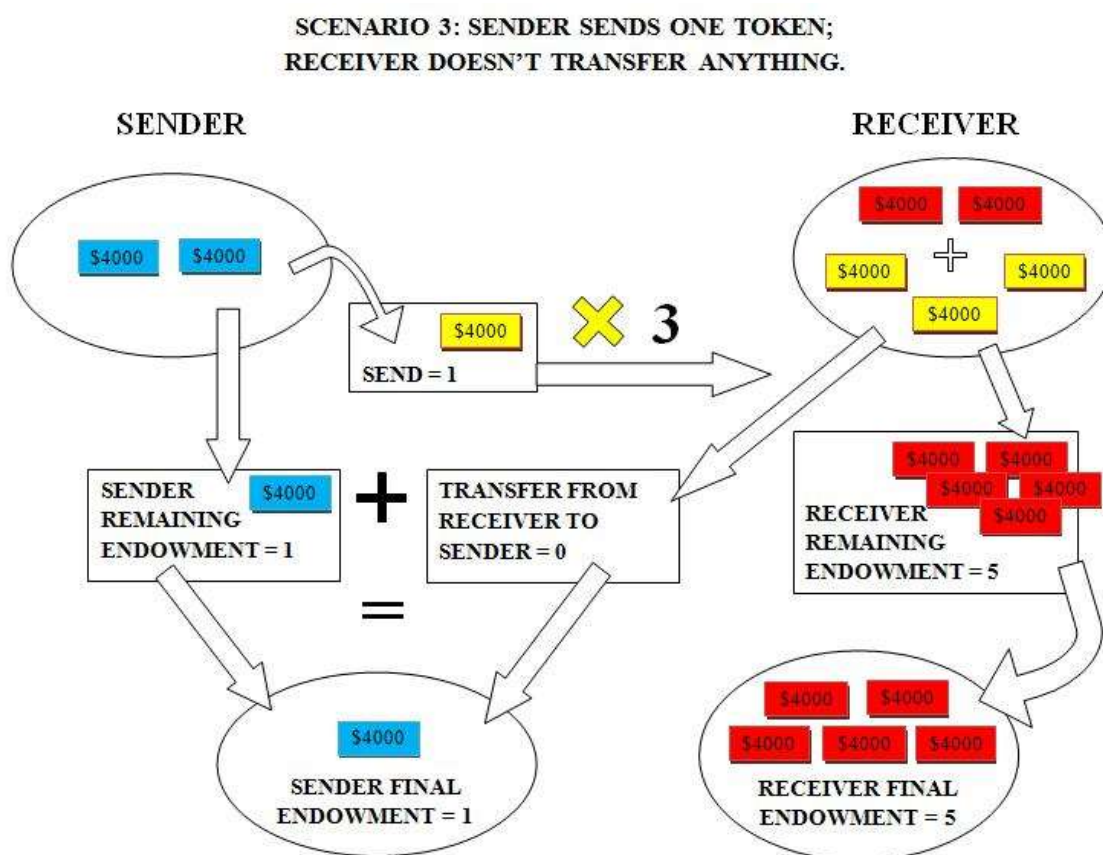 SCENARIO 3: SENDER SENDS ONE TOKEN;
RECEIVER DOESN'T TRANSFER ANYTHING.
SENDER
RECEIVER
$4000 $4000
$4000 $4000
$4000 $4000
$4000
$4000
SEND = 1
3
SENDER
REMAINING
ENDOWMENT = 1
$4000
+
TRANSFER FROM
RECEIVER TO
SENDER = 0
$4000 $4000
$4000 $4000
$4000
RECEIVER
REMAINING
ENDOWMENT = 5
=
$4000
SENDER FINAL
ENDOWMENT = 1
$4000 $4000
$4000 $4000 $4000
RECEIVER FINAL
ENDOWMENT = 5